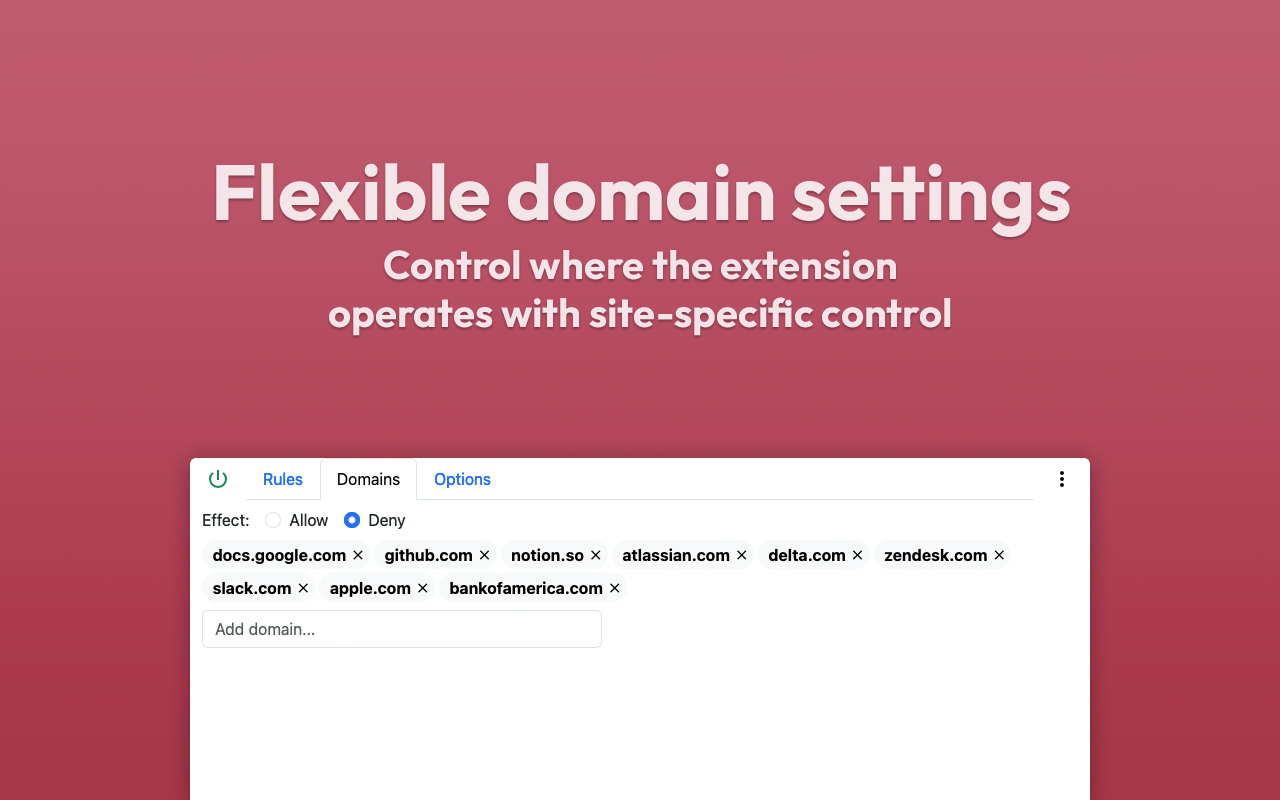 Flexible domain settings
Control where the extension
operates with site-specific control
Rules Domains Options
Effect: Allow Deny
docs.google.com × github.com × notion.so × atlassian.com × delta.com × zendesk.com ×
slack.com × apple.com × bankofamerica.com ×
Add domain...